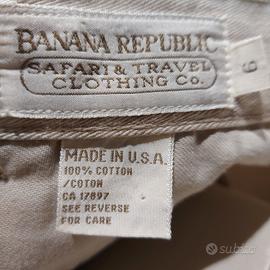 BANANA REPUBLIC
SAFARI & TRAVEL
CLOTHING Co.
6
MADE IN U.S.A.
100% COTTON
/COTON
CA 17897
SEE REVERSE
FOR CARE
subito